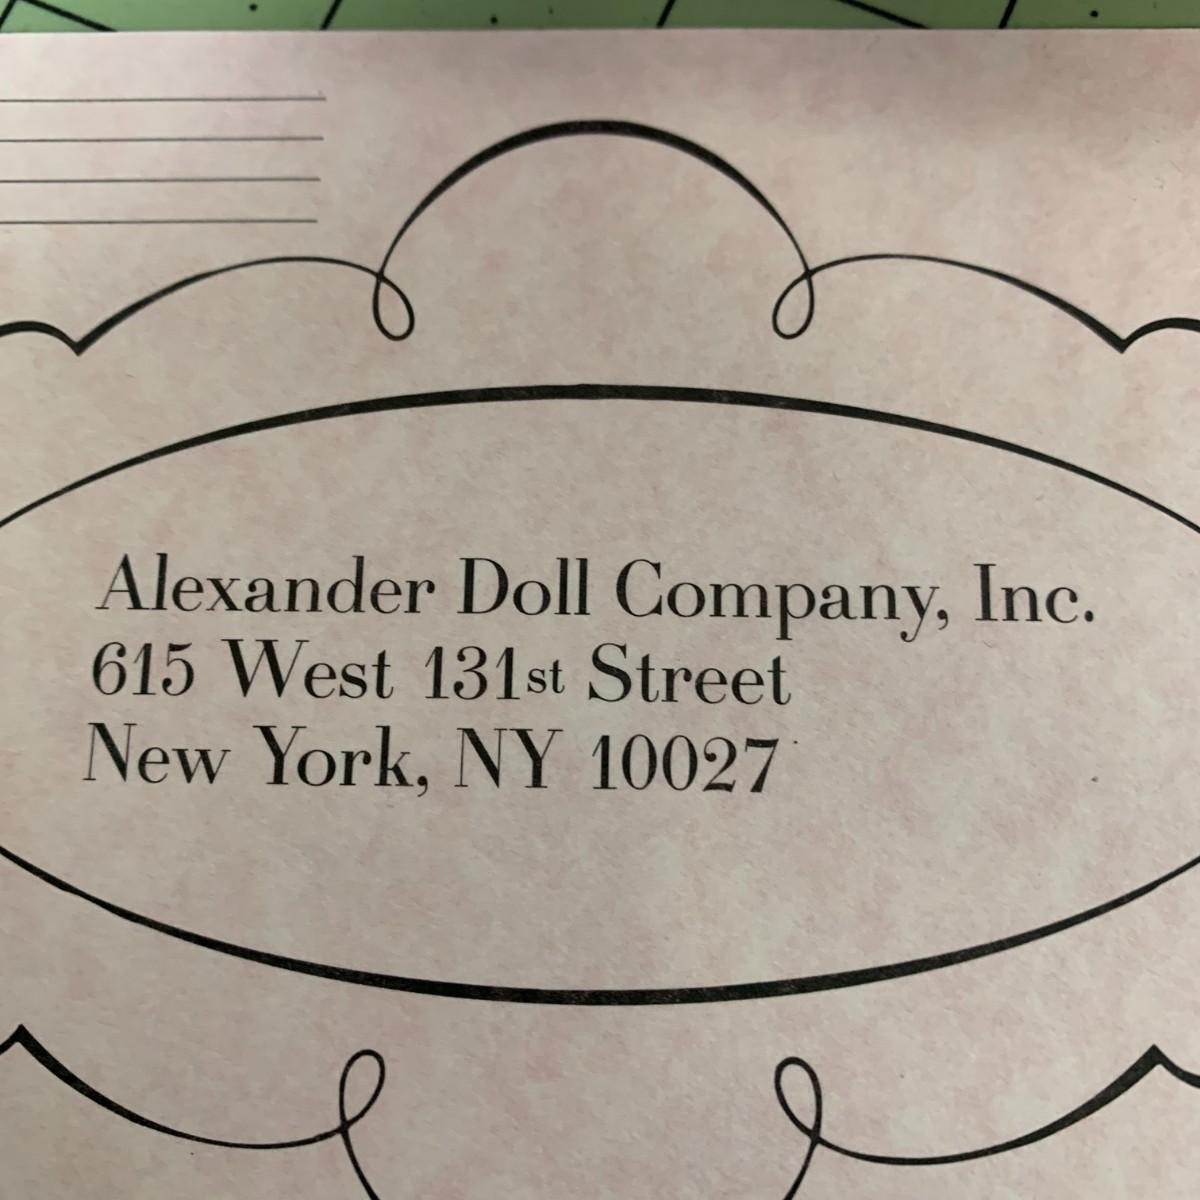 Alexander Doll Company, Inc.
615 West 131st Street
New York, NY 10027